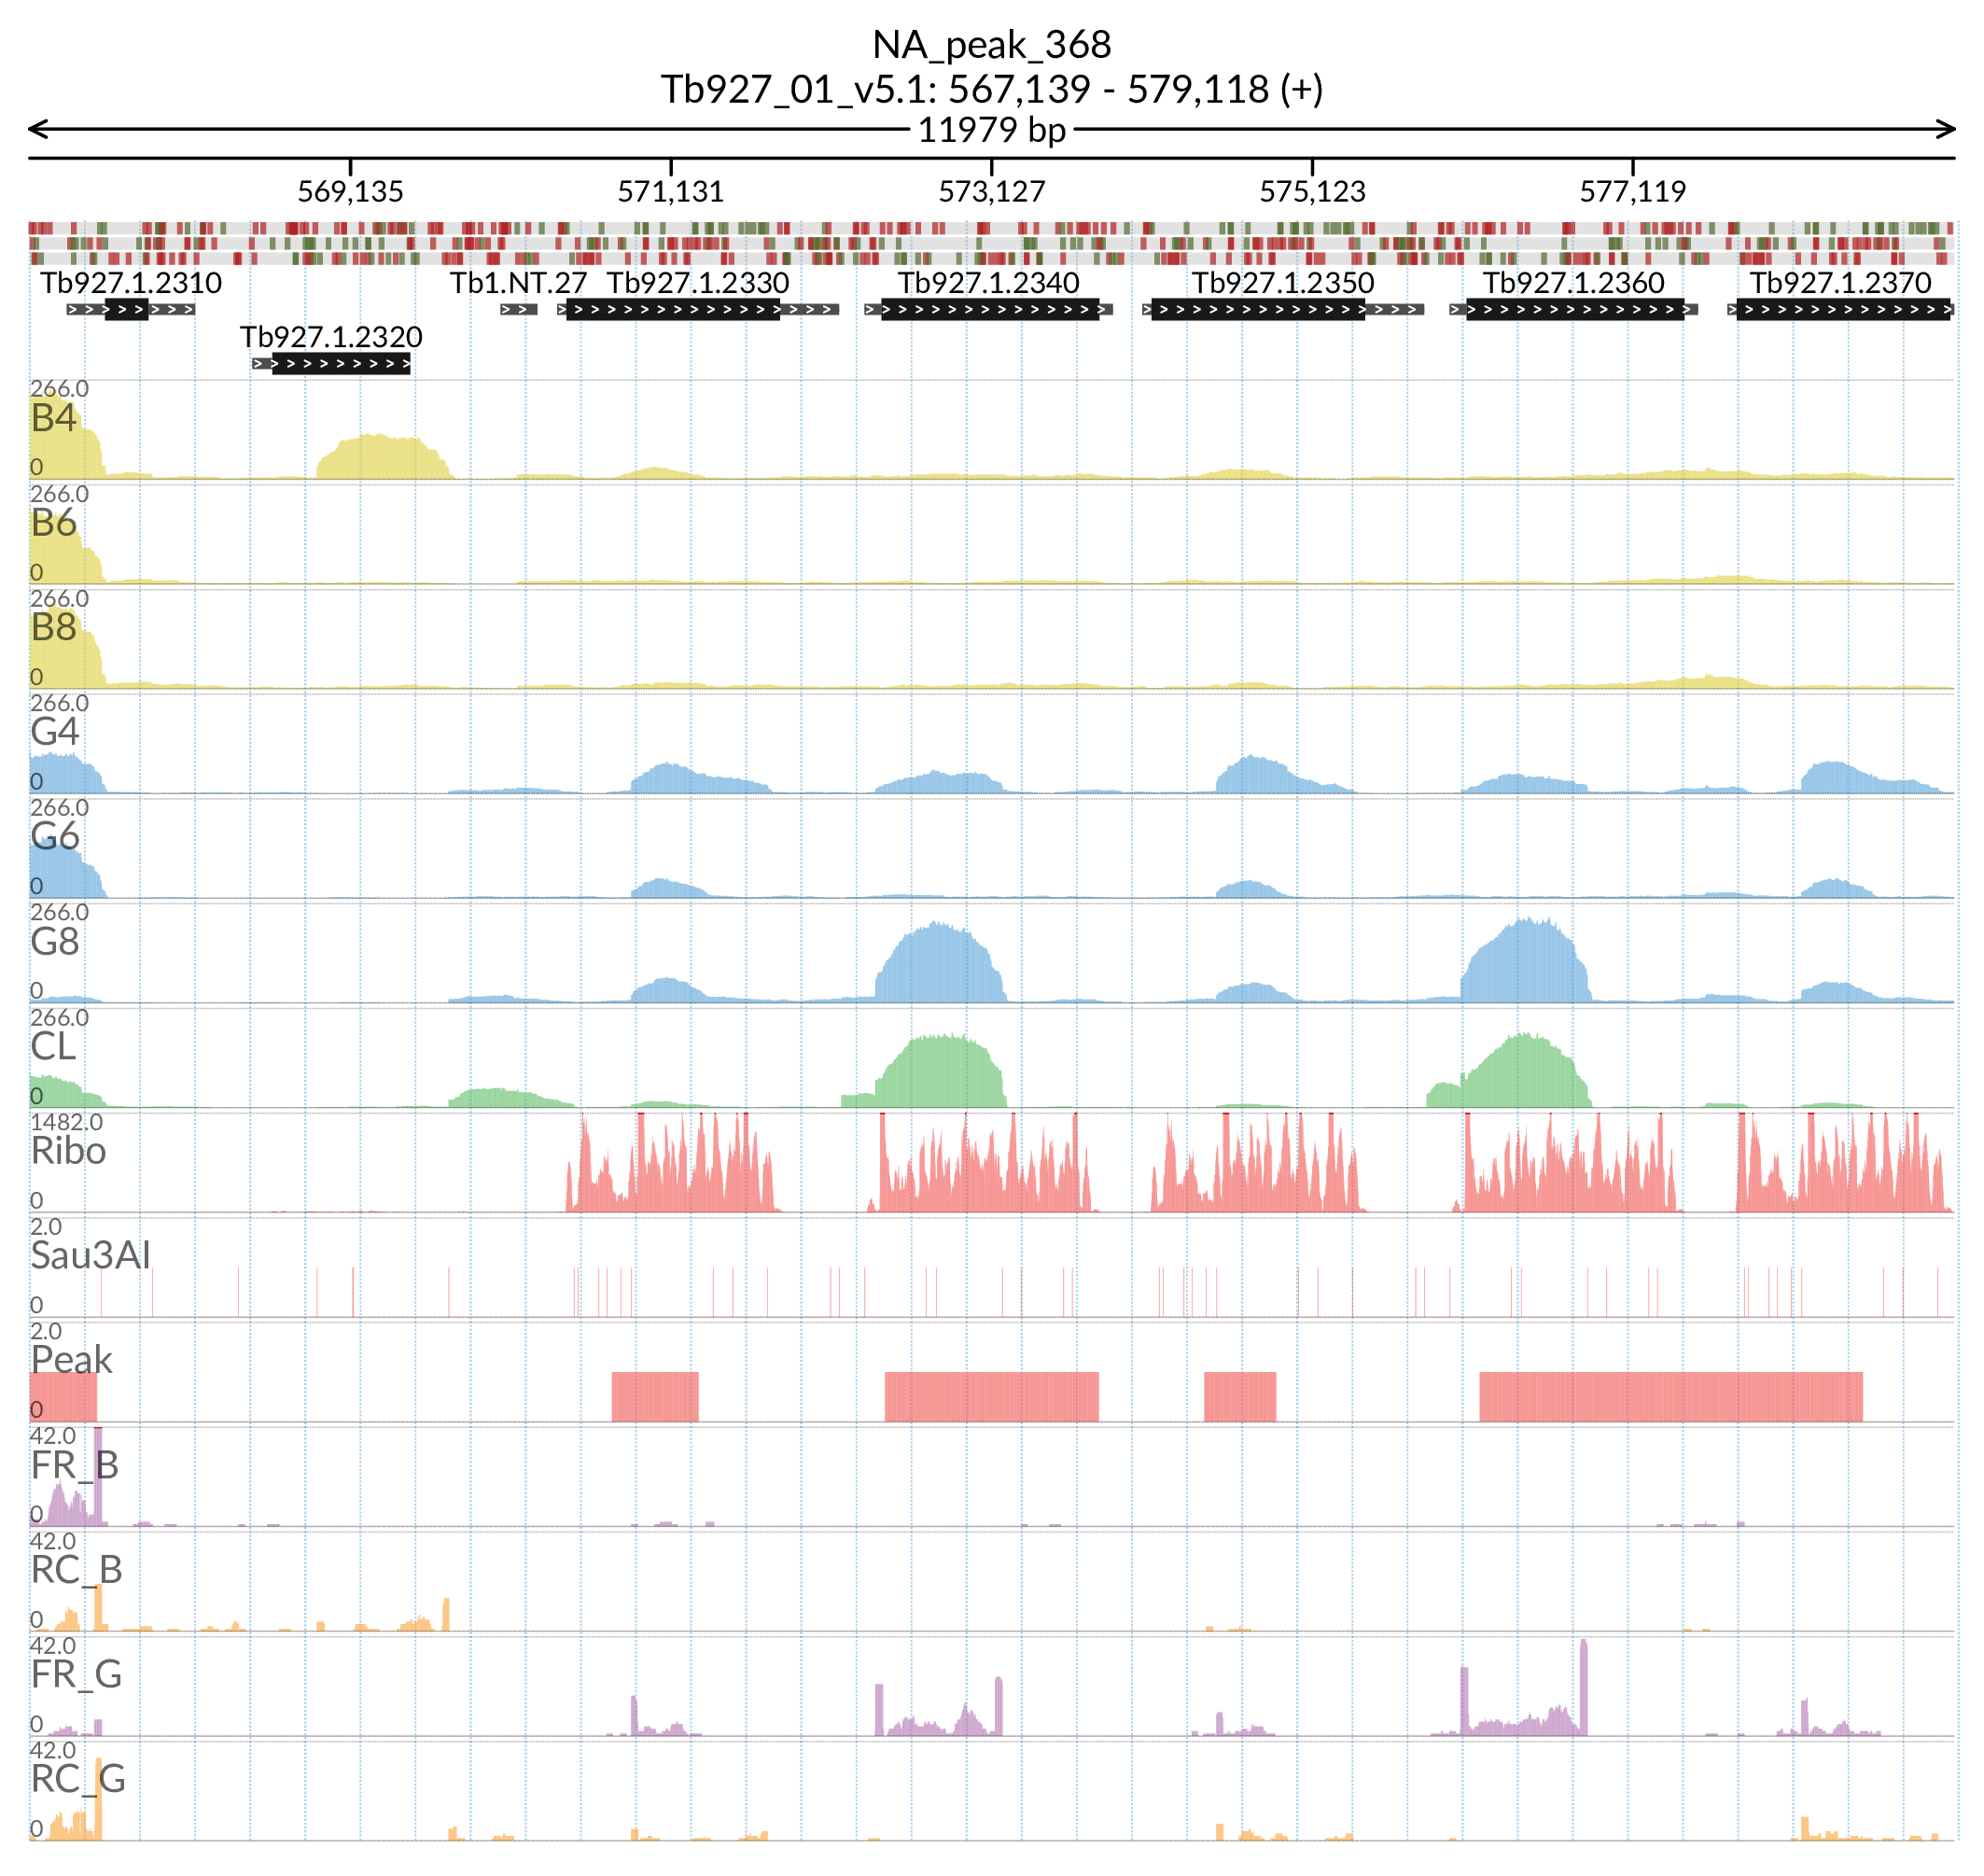 NA_peak_368
Tb927_01_v5.1: 567,139 - 579,118 (+)
11979 bp
569,135 571,131 573,127 575,123 577,119
Tb927.1.2310 Tb1.NT.27 Tb927.1.2330 Tb927.1.2340 Tb927.1.2350 Tb927.1.2360 Tb927.1.2370
Tb927.1.2320
266.0
B4
0
266.0
B6
0
266.0
B8
0
266.0
G4
0
266.0
G6
0
266.0
G8
0
266.0
CL
0
1482.0
Ribo
0
2.0
Sau3AI
0
2.0
Peak
0
42.0
FR_B
0
42.0
RC_B
0
42.0
FR_G
0
42.0
RC_G
0